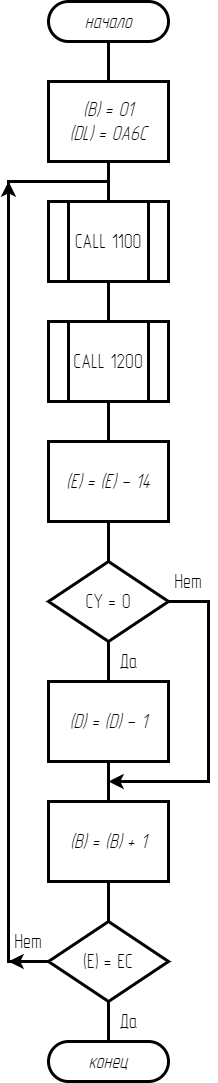 начало
(B) = 01
(DL) = 0A6C
CALL 1100
CALL 1200
(E) = (E) – 14
CY = 0
Нет
Да
(D) = (D) – 1
(B) = (B) + 1
Нет
(E) = EC
Да
конец